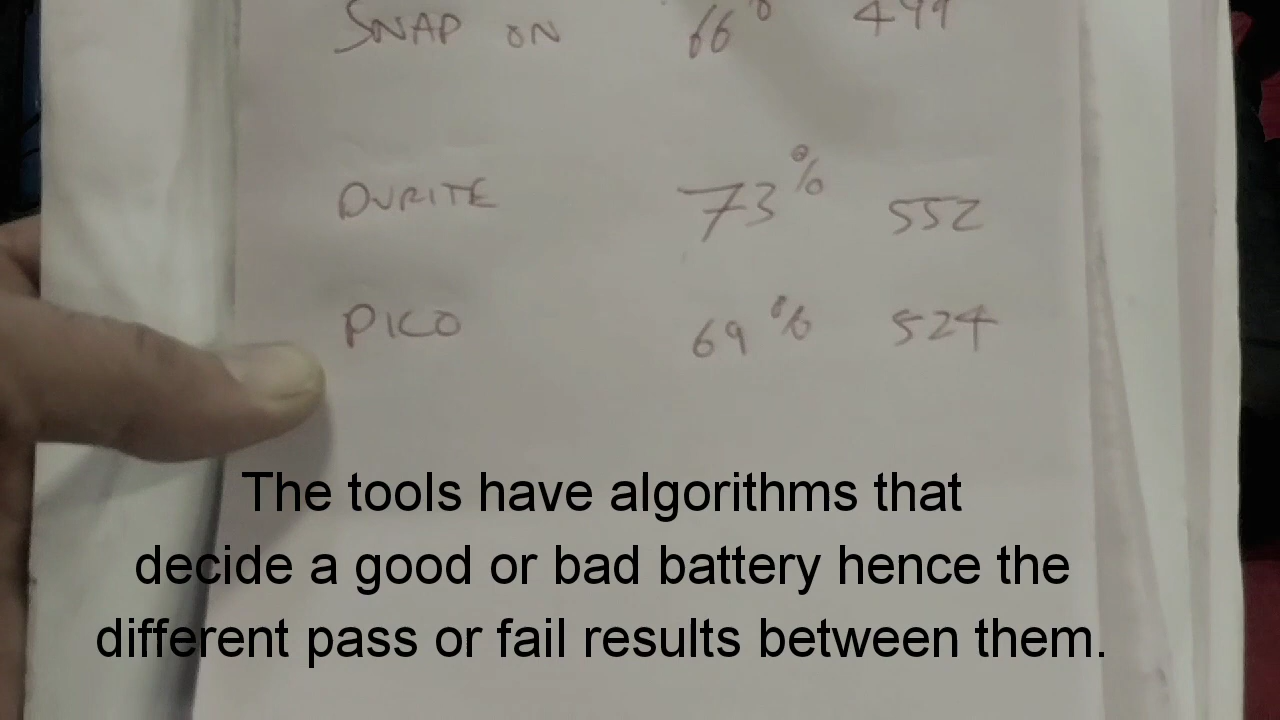 SNAP ON 66% 499
DURITE 73% 552
PICO 69% 524
The tools have algorithms that
decide a good or bad battery hence the
different pass or fail results between them.